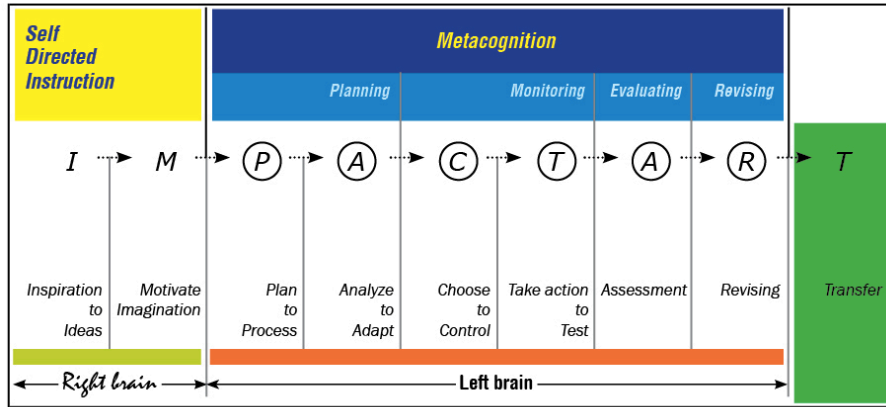 Self
Directed
Instruction
Metacognition
Planning Monitoring Evaluating Revising
I M P A C T A R T
Inspiration
to
Ideas
Motivate
Imagination
Plan
to
Process
Analyze
to
Adapt
Choose
to
Control
Take action
to
Test
Assessment
Revising
Transfer
Right brain
Left brain